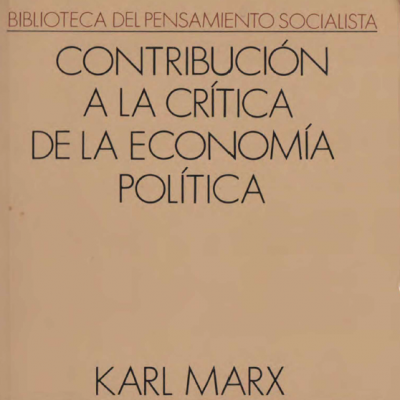 BIBLIOTECA DEL PENSAMIENTO SOCIALISTA
CONTRIBUCIÓN
A LA CRÍTICA
DE LA ECONOMÍA
POLÍTICA
KARL MARX